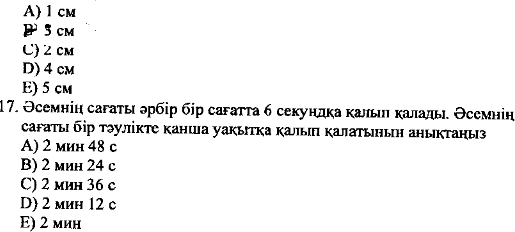 A) 1 см
B) 3 см
C) 2 см
D) 4 см
E) 5 см
17. Әсемнің сағаты әрбір бір сағатта 6 секундқа қалып қалады. Әсемнің
сағаты бір тәулікте қанша уақытқа қалып қалатынын анықтаңыз
A) 2 мин 48 с
B) 2 мин 24 с
C) 2 мин 36 с
D) 2 мин 12 с
E) 2 мин